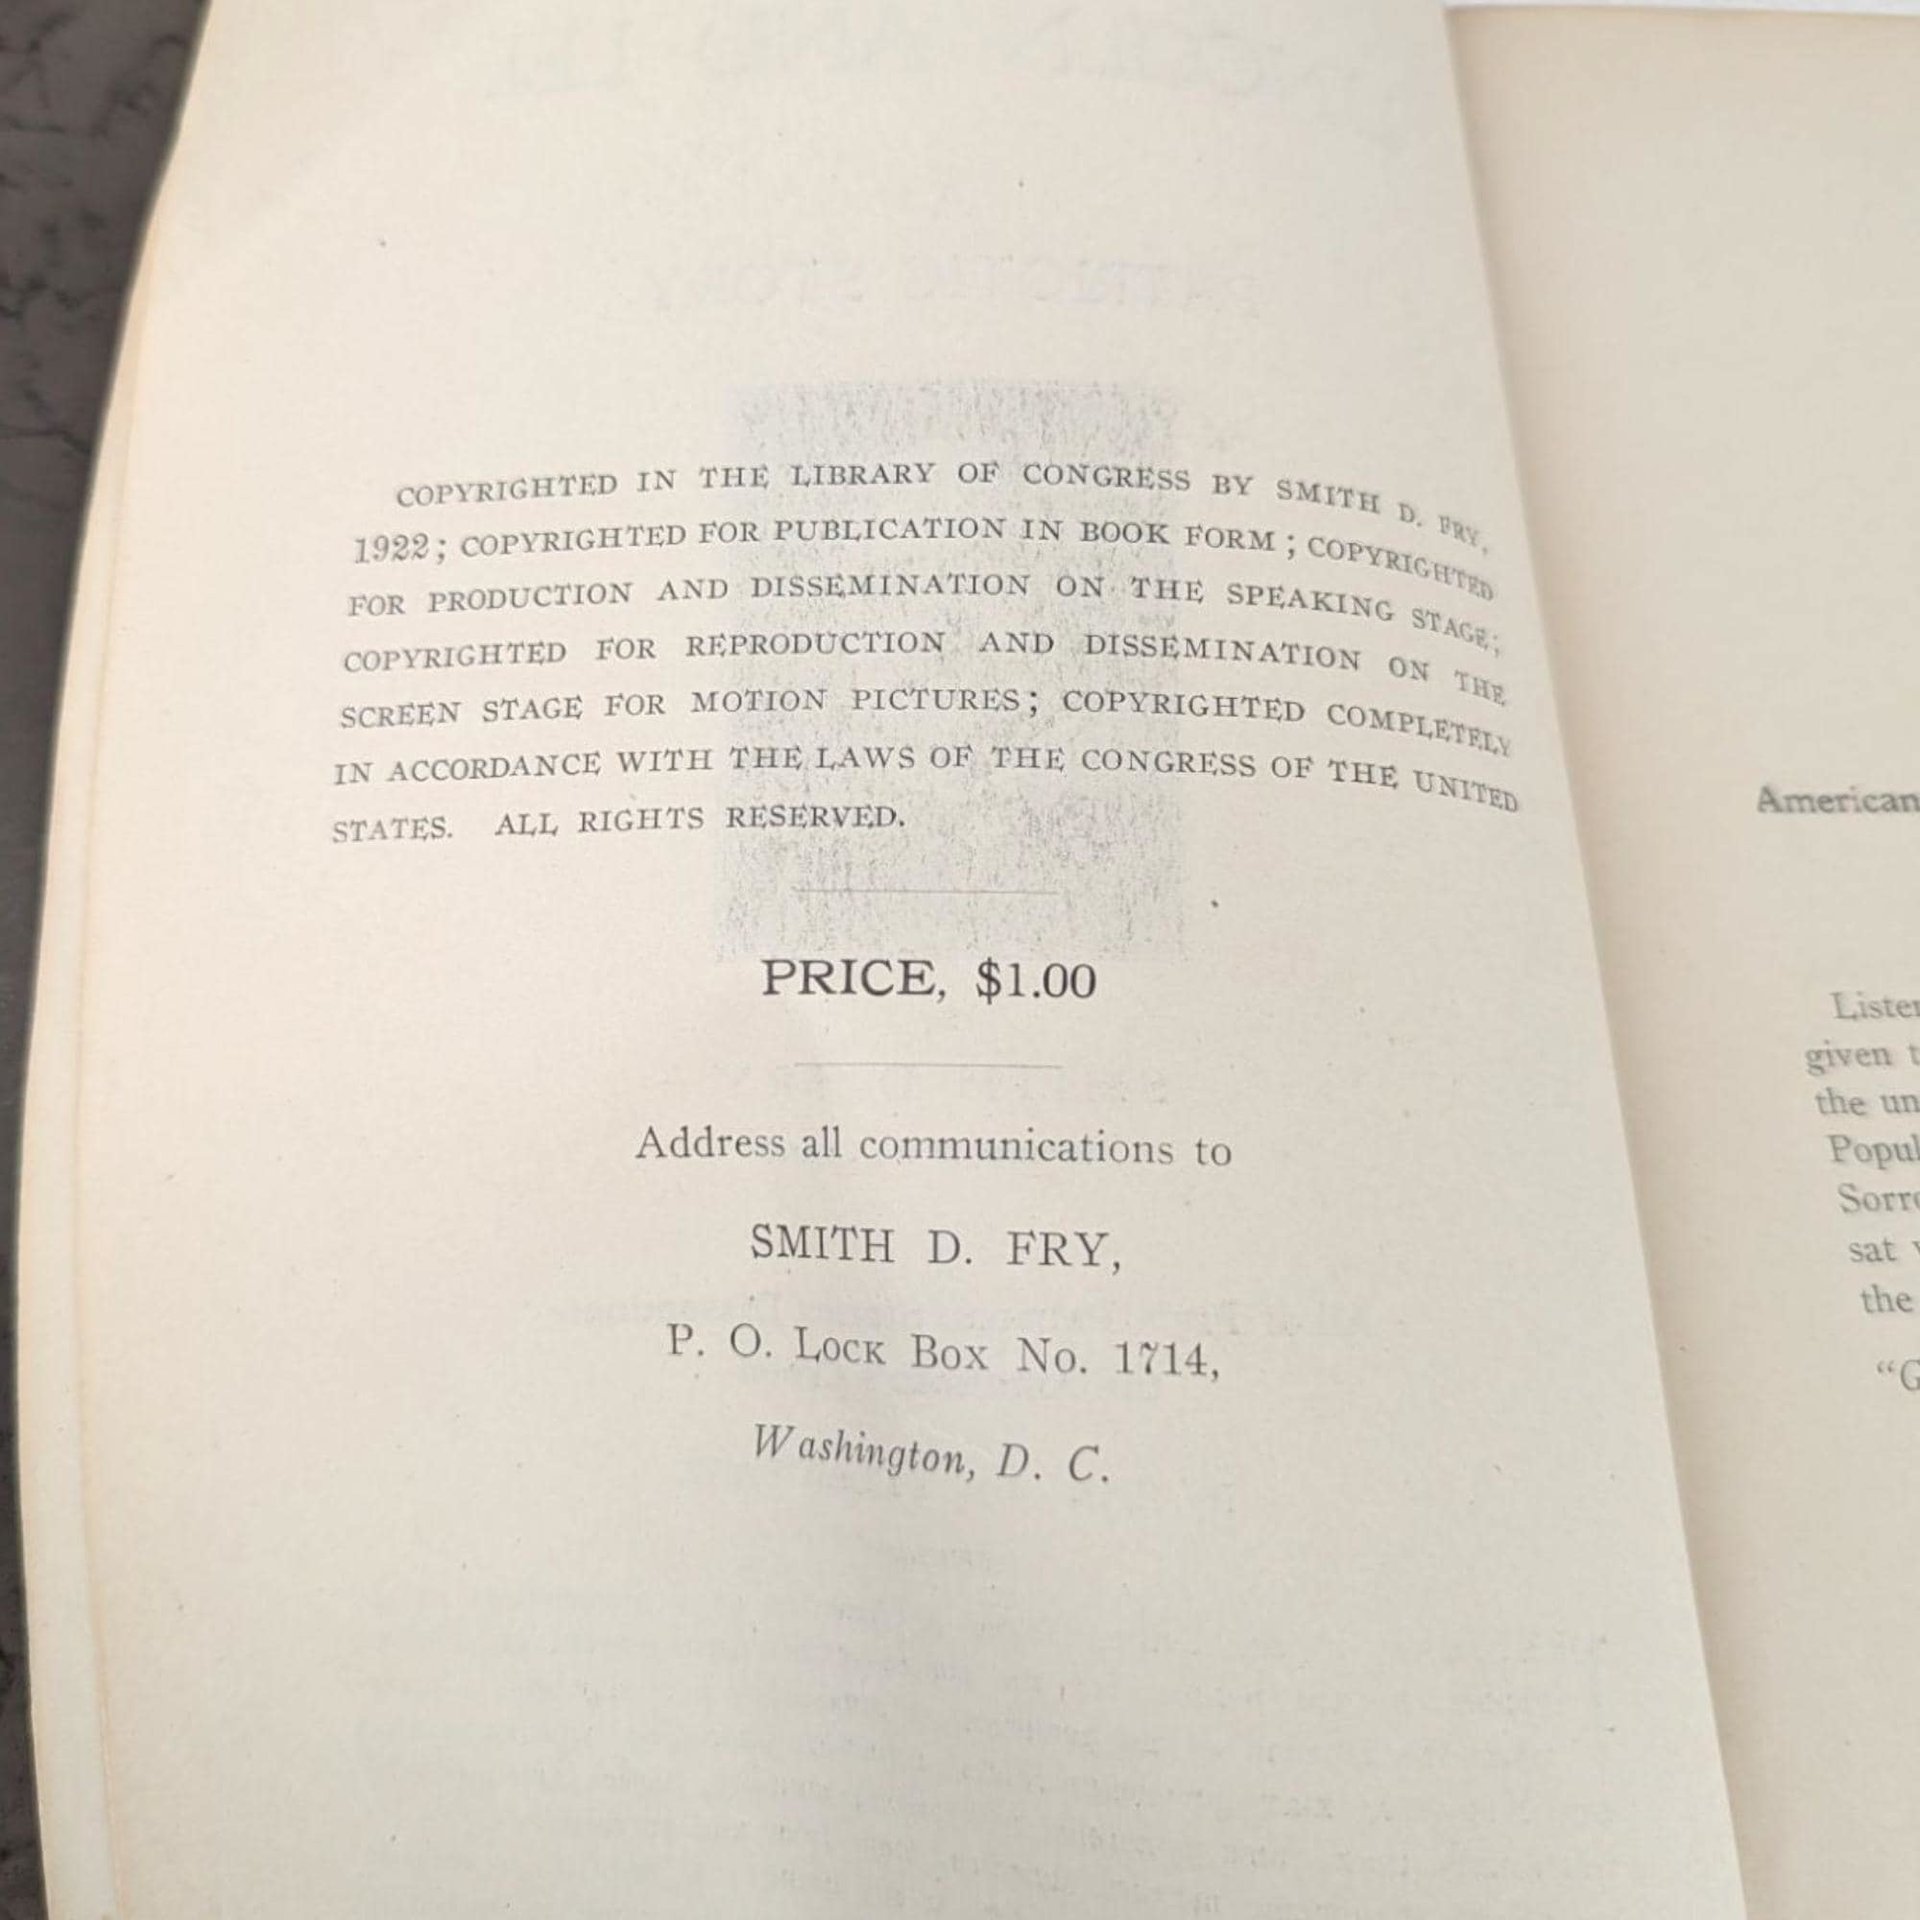 COPYRIGHTED IN THE LIBRARY OF CONGRESS BY SMITH D. FRY,
1922; COPYRIGHTED FOR PUBLICATION IN BOOK FORM; COPYRIGHTED
FOR PRODUCTION AND DISSEMINATION ON THE SPEAKING STAGE;
COPYRIGHTED FOR REPRODUCTION AND DISSEMINATION ON THE
SCREEN STAGE FOR MOTION PICTURES; COPYRIGHTED COMPLETELY
IN ACCORDANCE WITH THE LAWS OF THE CONGRESS OF THE UNITED
STATES. ALL RIGHTS RESERVED.
PRICE, $1.00
Address all communications to
SMITH D. FRY,
P. O. LOCK BOX NO. 1714,
Washington, D. C.
American
given
the
the